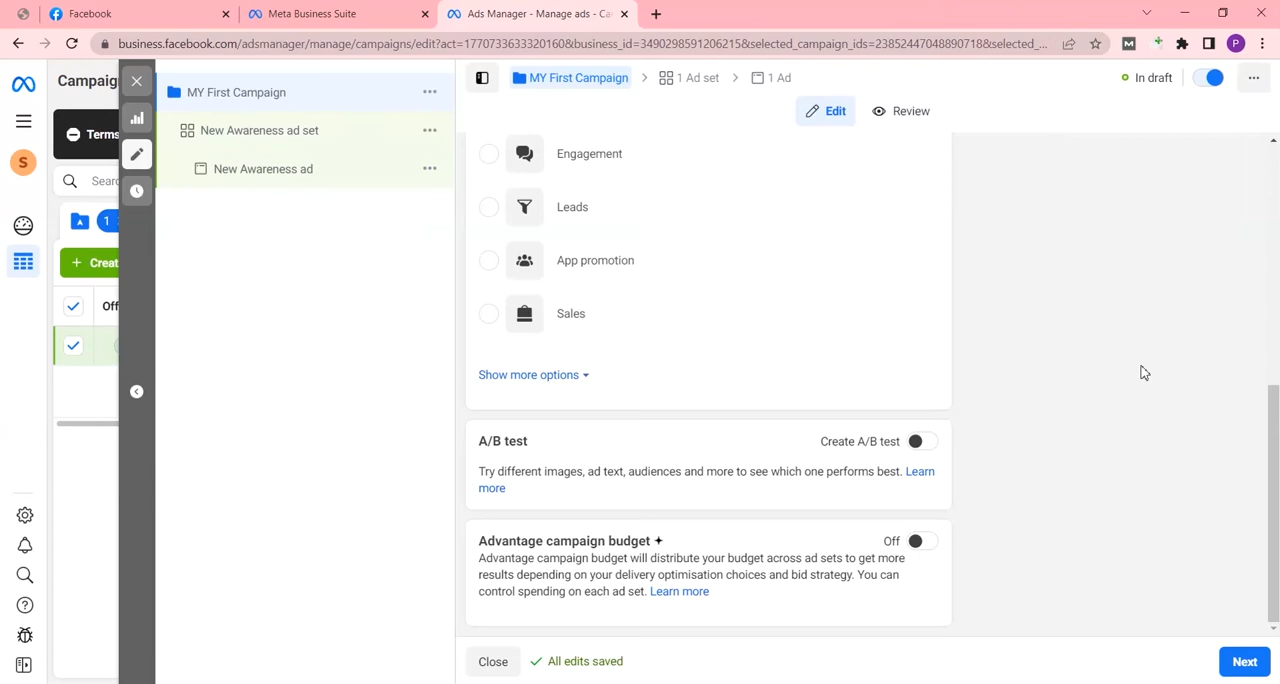 Facebook
Meta Business Suite
Ads Manager - Manage ads - Ca
business.facebook.com/adsmanager/manage/campaigns/edit?act=1797336333330160&business_id=3490298591206215&selected_campaign_ids=23852447048890718&selected_...
M
P
Campaig
MY First Campaign
MY First Campaign
1 Ad set
1 Ad
In draft
Edit
Review
Terms
New Awareness ad set
New Awareness ad
S
Searc
1
+ Creat
Off
Engagement
Leads
App promotion
Sales
Show more options
A/B test
Create A/B test
Try different images, ad text, audiences and more to see which one performs best. Learn
more
Advantage campaign budget
Off
Advantage campaign budget will distribute your budget across ad sets to get more
results depending on your delivery optimisation choices and bid strategy. You can
control spending on each ad set. Learn more
Close
All edits saved
Next